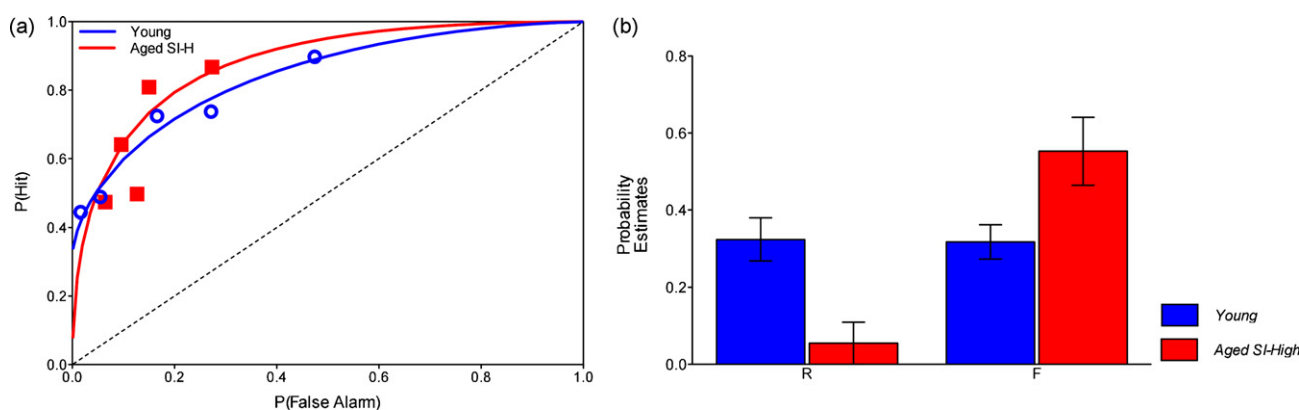 (a)
Young
Aged SI-H
1.0
0.8
0.6
0.4
0.2
0.0
P(Hit)
0.0 0.2 0.4 0.6 0.8 1.0
P(False Alarm)
(b)
0.8
0.6
0.4
0.2
0.0
Probability
Estimates
R F
Young
Aged SI-High